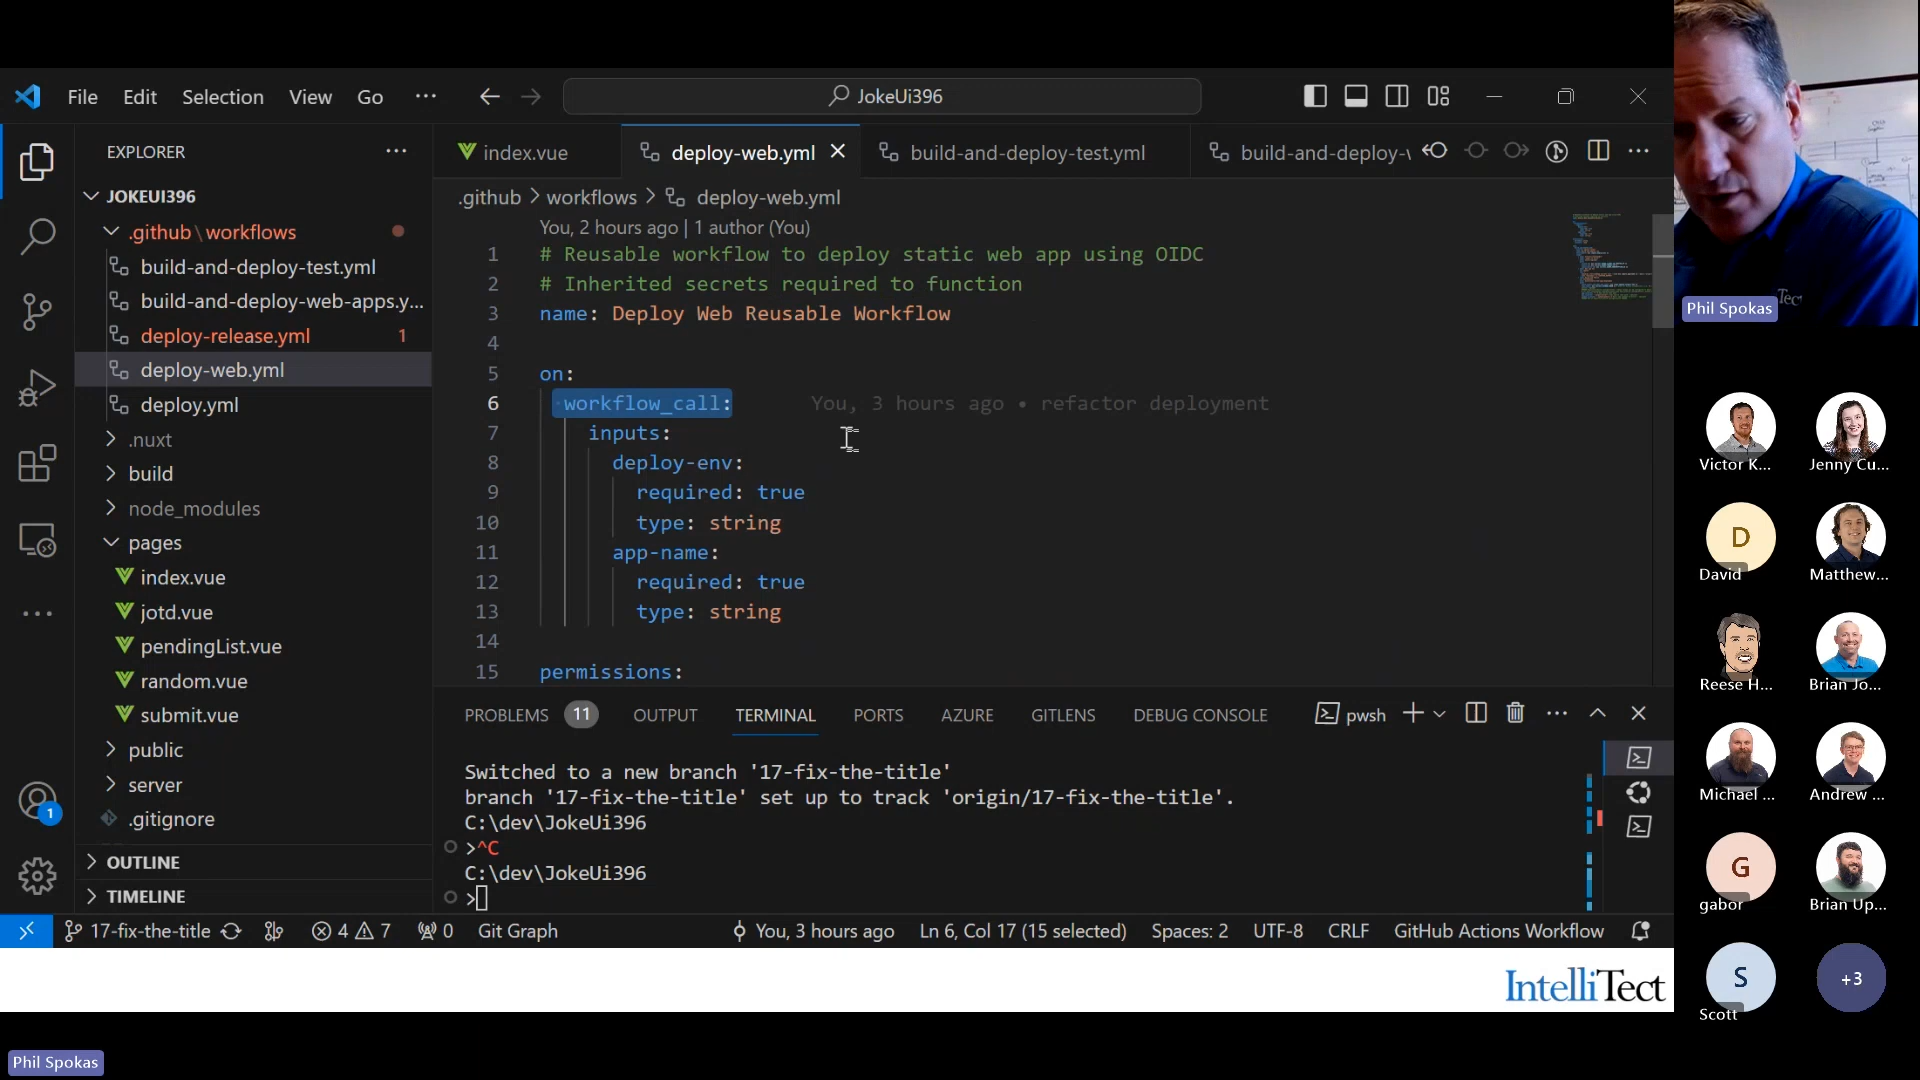 File Edit Selection View Go ···
JokeUi396
EXPLORER
JOKEUI396
.github\workflows
build-and-deploy-test.yml
build-and-deploy-web-apps.y...
deploy-release.yml 1
deploy-web.yml
deploy.yml
.nuxt
build
node_modules
pages
index.vue
jotd.vue
pendingList.vue
random.vue
submit.vue
public
server
.gitignore
OUTLINE
TIMELINE
1
index.vue
deploy-web.yml
build-and-deploy-test.yml
build-and-deploy-
.github > workflows > deploy-web.yml
You, 2 hours ago | 1 author (You)
1 # Reusable workflow to deploy static web app using OIDC
2 # Inherited secrets required to function
3 name: Deploy Web Reusable Workflow
4
5 on:
6 workflow_call: You, 3 hours ago • refactor deployment
7 inputs:
8 deploy-env:
9 required: true
10 type: string
11 app-name:
12 required: true
13 type: string
14
15 permissions:
PROBLEMS 11 OUTPUT TERMINAL PORTS AZURE GITLENS DEBUG CONSOLE pwsh
Switched to a new branch '17-fix-the-title'
branch '17-fix-the-title' set up to track 'origin/17-fix-the-title'.
C:\dev\JokeUi396
>^C
C:\dev\JokeUi396
>
17-fix-the-title 4 7 0 Git Graph You, 3 hours ago Ln 6, Col 17 (15 selected) Spaces: 2 UTF-8 CRLF GitHub Actions Workflow
IntelliTect
Phil Spokas
Phil Spokas
Victor K... Jenny Cu...
D
David Matthew...
Reese H... Brian Jo...
Michael ... Andrew ...
G
gabor Brian Up...
S +3
Scott